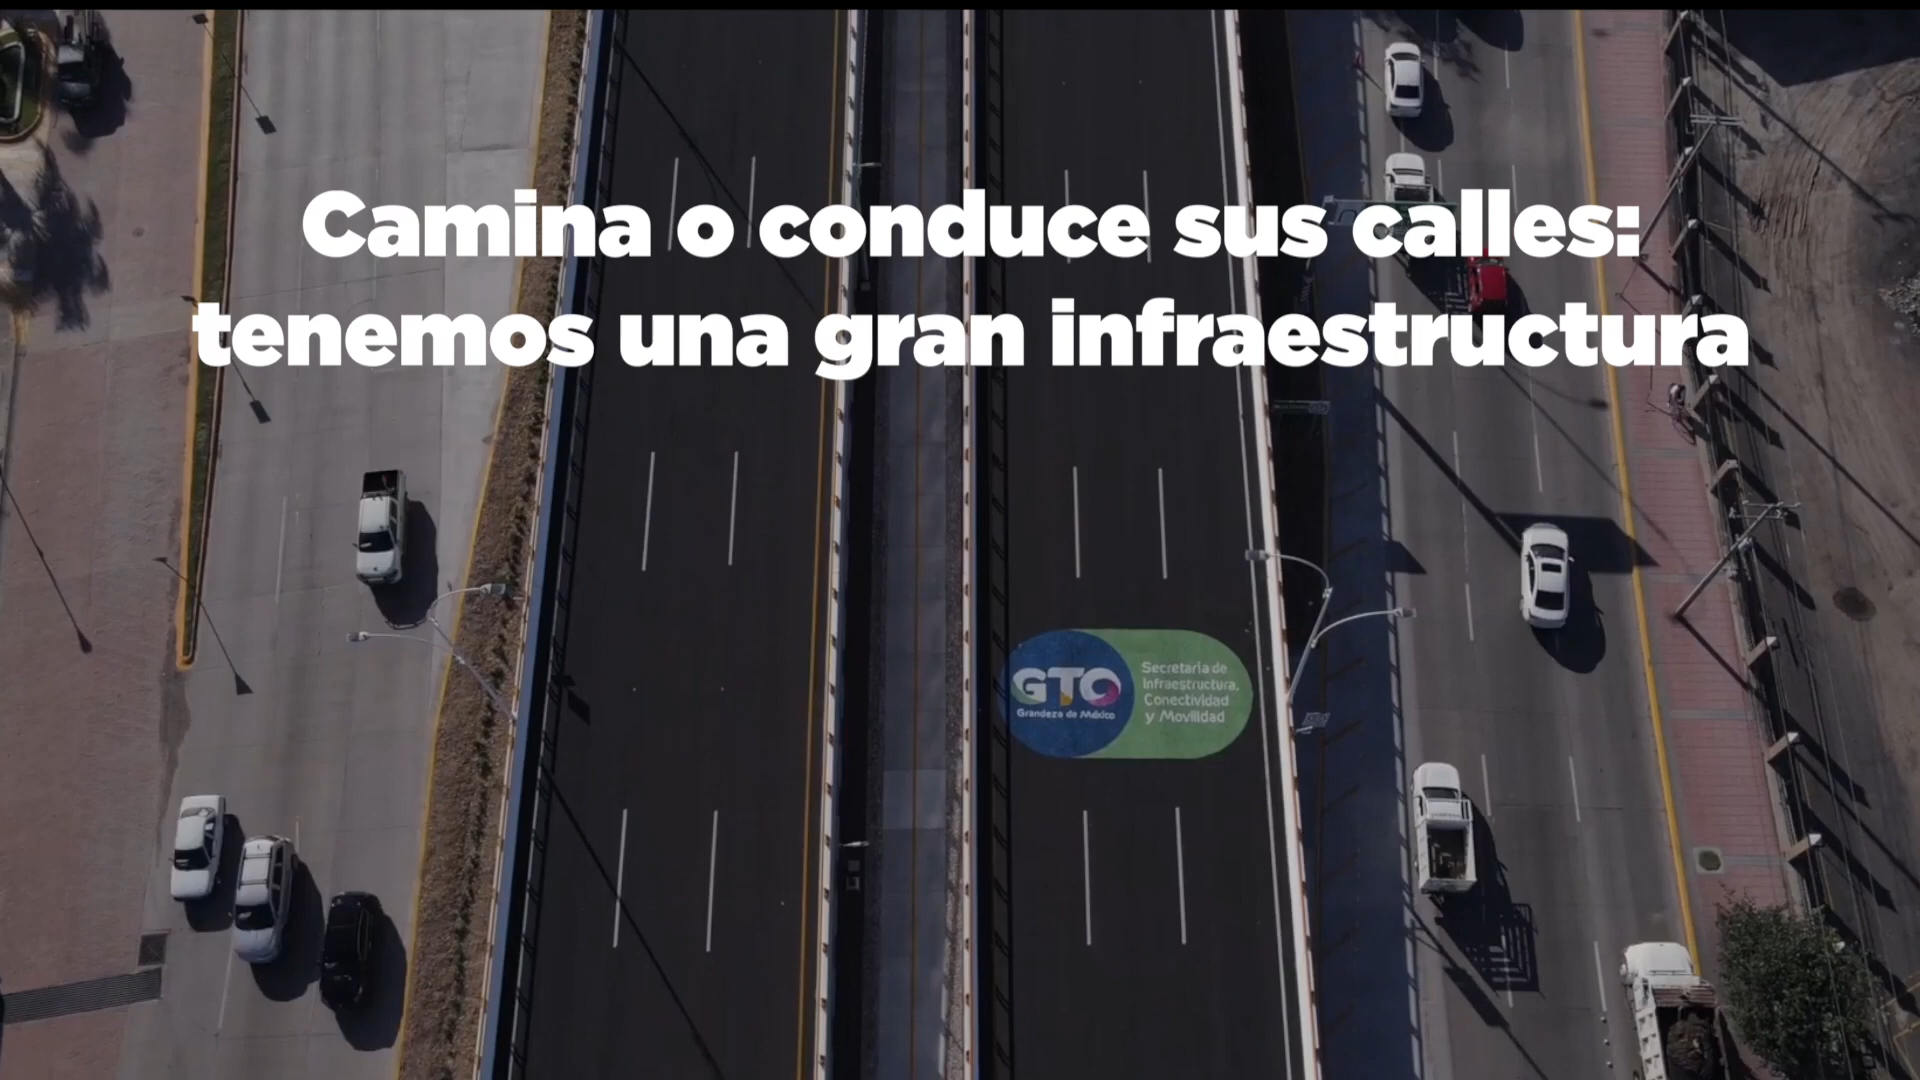 Camina o conduce sus calles:
tenemos una gran infraestructura
GTO
Grandeza de México
Secretaría de
Infraestructura,
Conectividad
y Movilidad